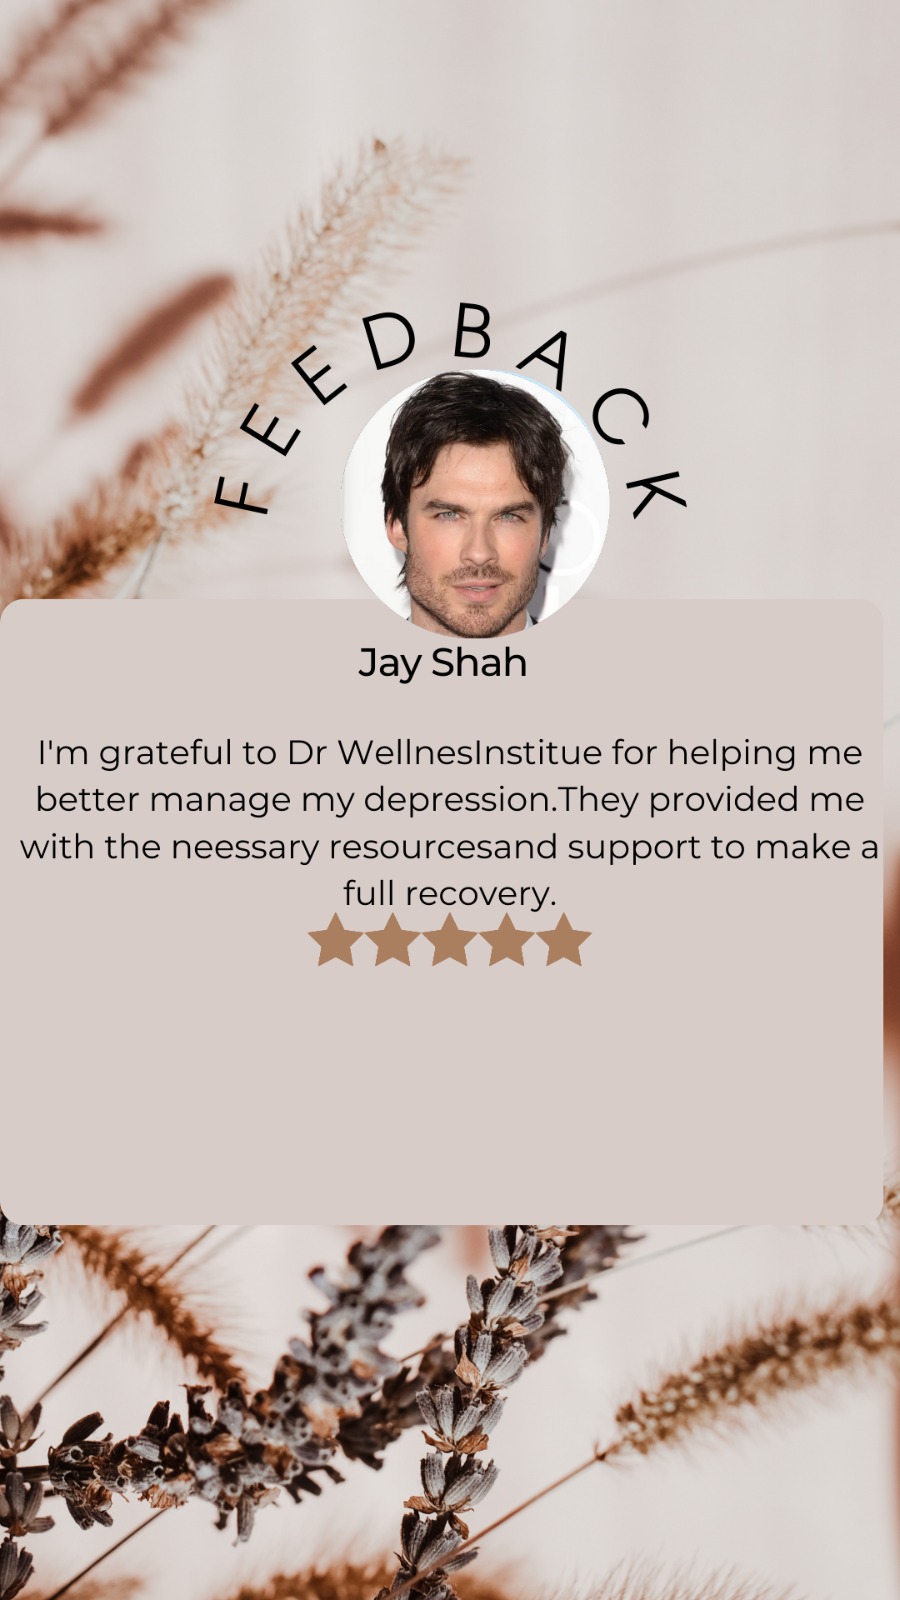 FEEDBACK
Jay Shah
I'm grateful to Dr WellnesInstitue for helping me
better manage my depression.They provided me
with the neessary resourcesand support to make a
full recovery.